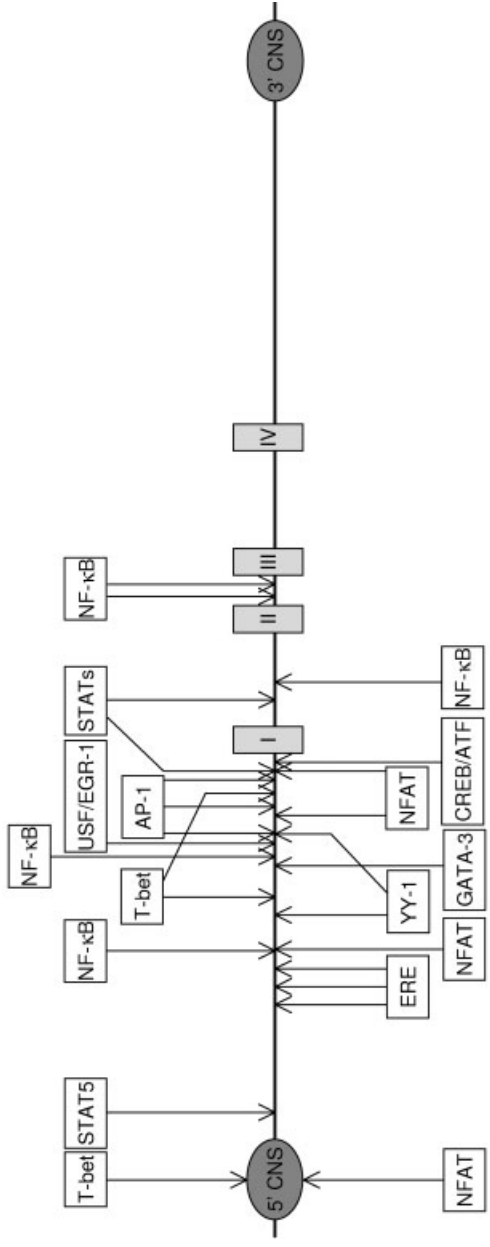 T-bet
STAT5
NF-κB
T-bet
NF-κB
USF/EGR-1
AP-1
STATs
NF-κB
5' CNS
I
II
III
IV
3' CNS
NFAT
ERE
NFAT
YY-1
GATA-3
NFAT
CREB/ATF
NF-κB